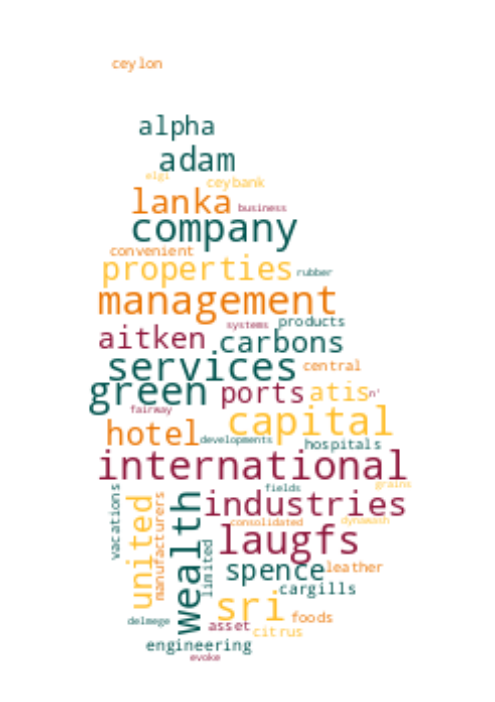 ceylon
alpha
adam
algi
ceybank
lanka
business
company
convenient
properties
rubber
management
systems
products
aitken
carbons
services
central
green
ports
atis
n'
fairway
capital
hotel
developments
hospitals
international
vacations
united
manufacturers
wealth
limited
fields
grains
industries
consolidated
dynawash
laugfs
spence
leather
cargills
sri
delmege
asset
foods
citrus
engineering
evoke